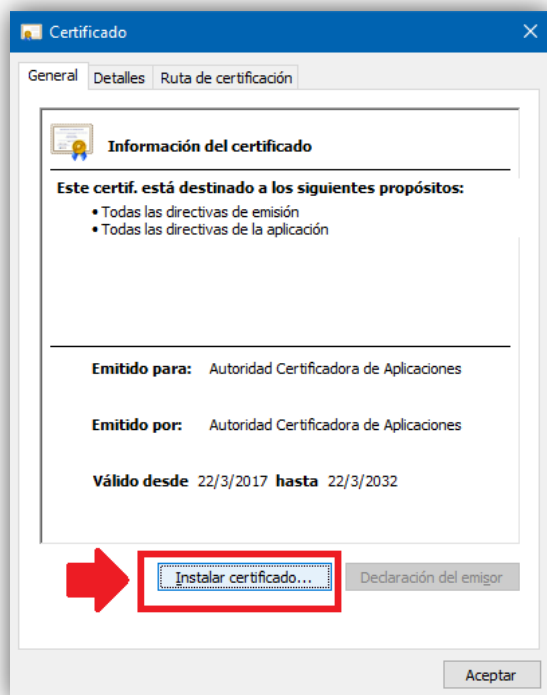 Certificado
General Detalles Ruta de certificación
Información del certificado
Este certif. está destinado a los siguientes propósitos:
• Todas las directivas de emisión
• Todas las directivas de la aplicación
Emitido para: Autoridad Certificadora de Aplicaciones
Emitido por: Autoridad Certificadora de Aplicaciones
Válido desde 22/3/2017 hasta 22/3/2032
Instalar certificado... Declaración del emisor
Aceptar